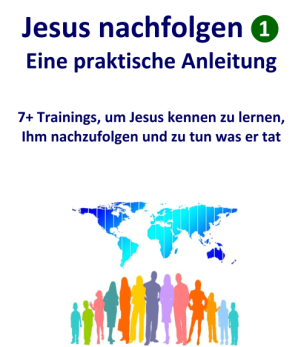 Jesus nachfolgen 1
Eine praktische Anleitung
7+ Trainings, um Jesus kennen zu lernen,
Ihm nachzufolgen und zu tun was er tat